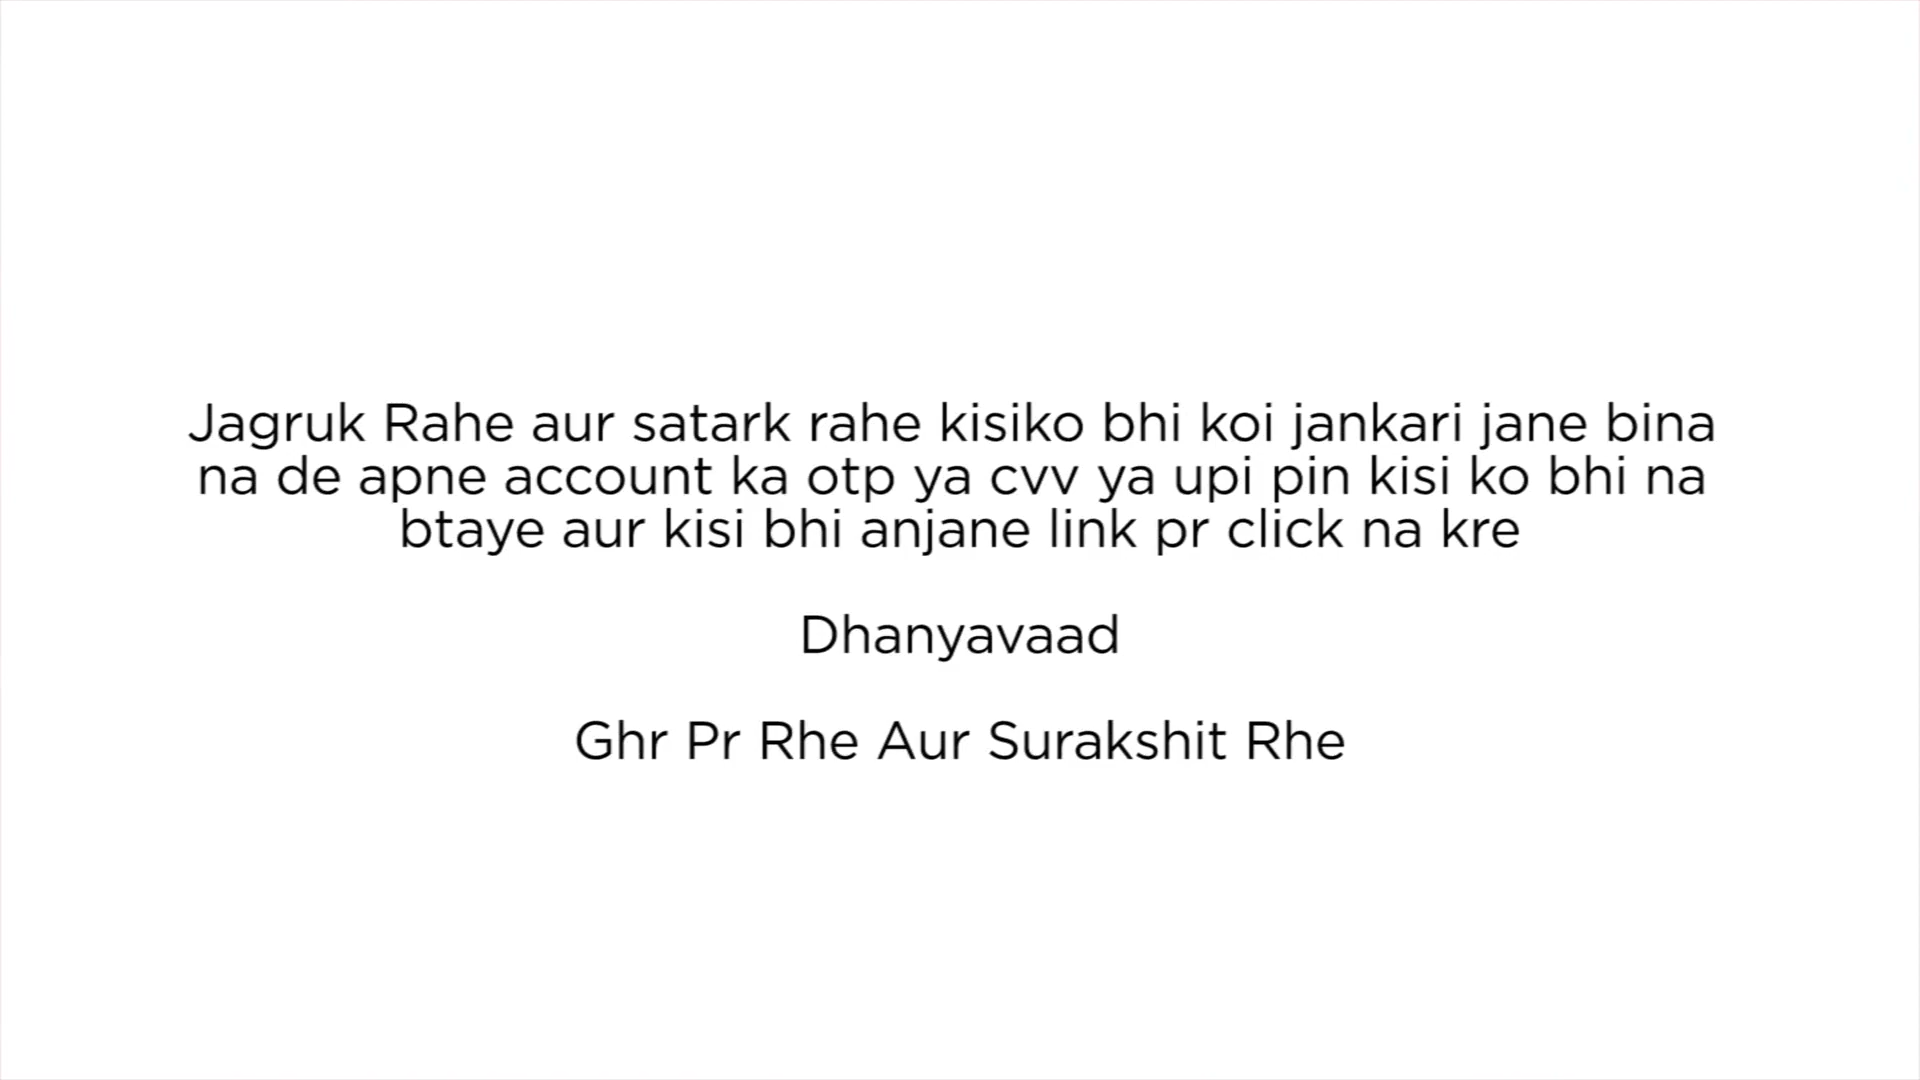 Jagruk Rahe aur satark rahe kisiko bhi koi jankari jane bina
na de apne account ka otp ya cvv ya upi pin kisi ko bhi na
btaye aur kisi bhi anjane link pr click na kre
Dhanyavaad
Ghr Pr Rhe Aur Surakshit Rhe